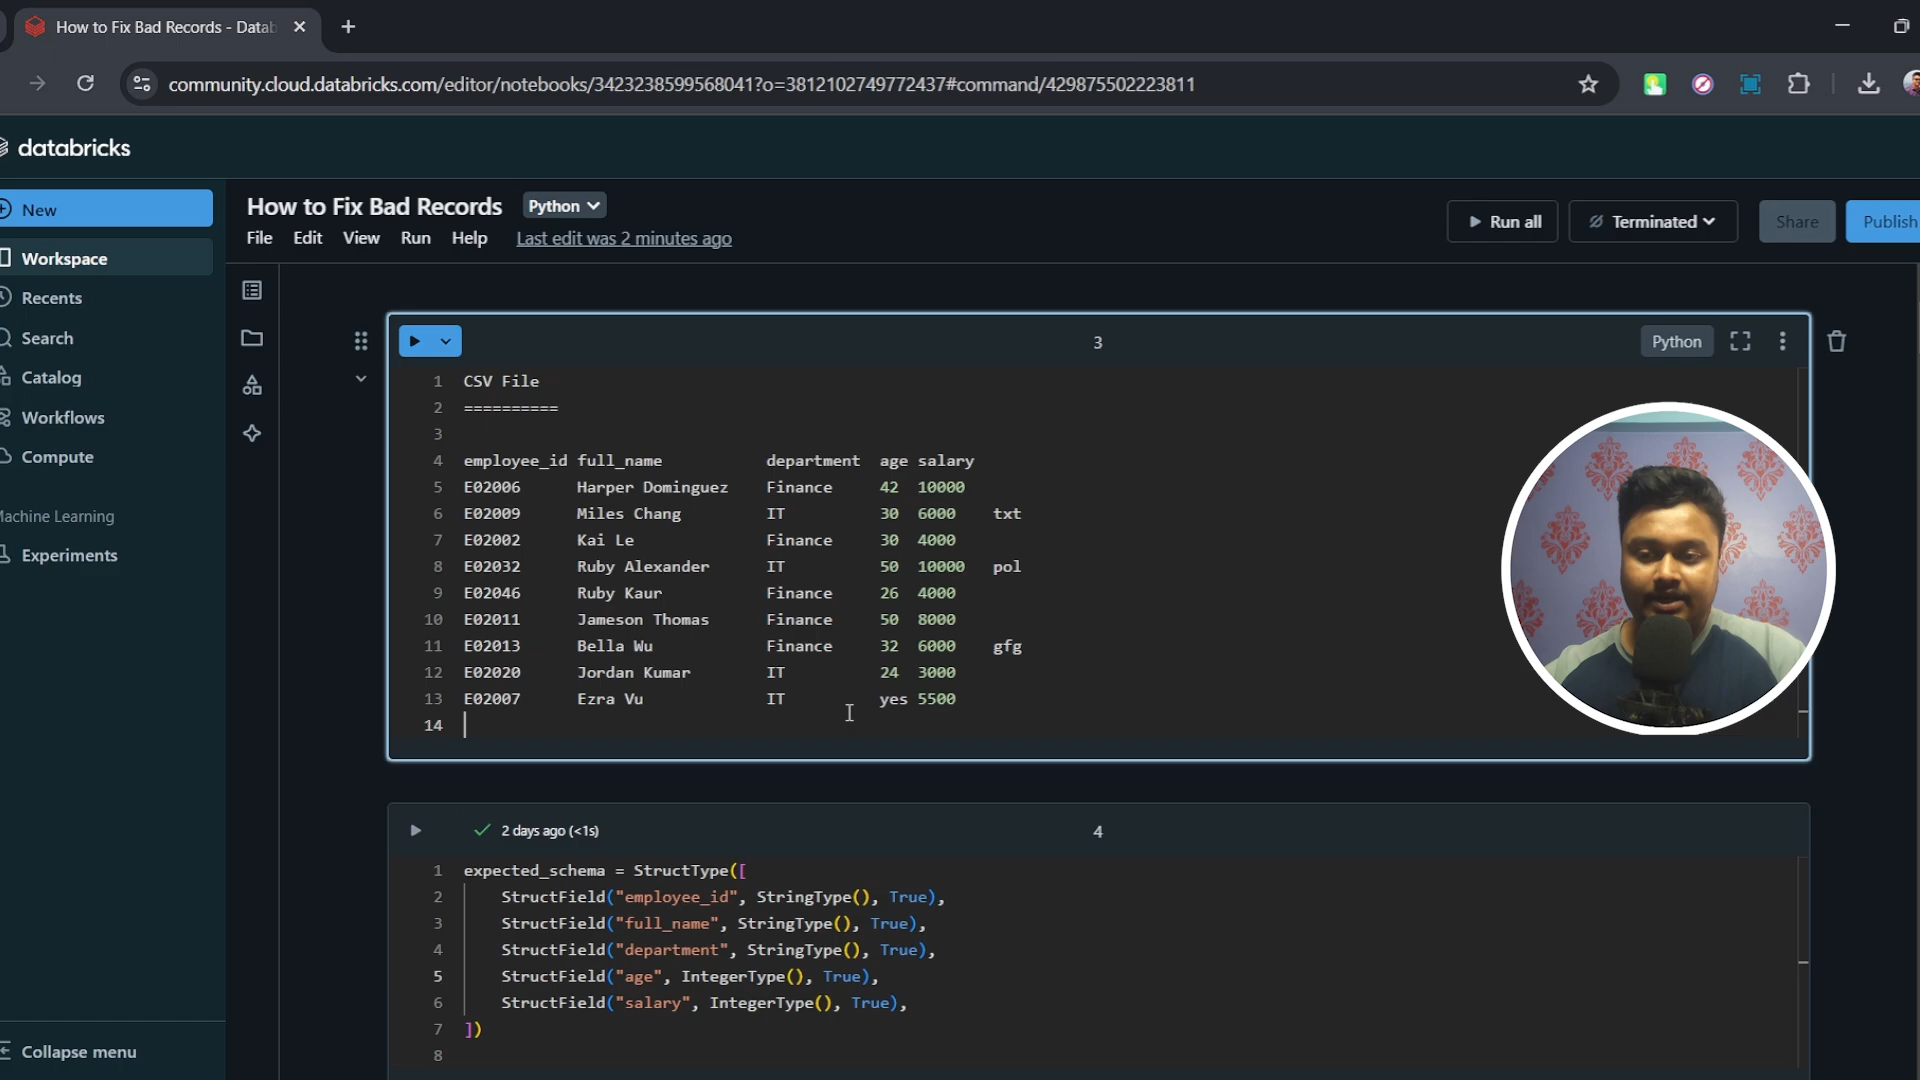 How to Fix Bad Records - Datab
community.cloud.databricks.com/editor/notebooks/3423238599568041?o=3812102749772437#command/429875502223811
databricks
New
Workspace
Recents
Search
Catalog
Workflows
Compute
Machine Learning
Experiments
Collapse menu
How to Fix Bad Records Python
File Edit View Run Help Last edit was 2 minutes ago
Run all Terminated Share Publish
3 Python
1 CSV File
2 ==========
3
4 employee_id full_name department age salary
5 E02006 Harper Dominguez Finance 42 10000
6 E02009 Miles Chang IT 30 6000 txt
7 E02002 Kai Le Finance 30 4000
8 E02032 Ruby Alexander IT 50 10000 pol
9 E02046 Ruby Kaur Finance 26 4000
10 E02011 Jameson Thomas Finance 50 8000
11 E02013 Bella Wu Finance 32 6000 gfg
12 E02020 Jordan Kumar IT 24 3000
13 E02007 Ezra Vu IT yes 5500
14
2 days ago (<1s) 4
1 expected_schema = StructType([
2 StructField("employee_id", StringType(), True),
3 StructField("full_name", StringType(), True),
4 StructField("department", StringType(), True),
5 StructField("age", IntegerType(), True),
6 StructField("salary", IntegerType(), True),
7 ])
8